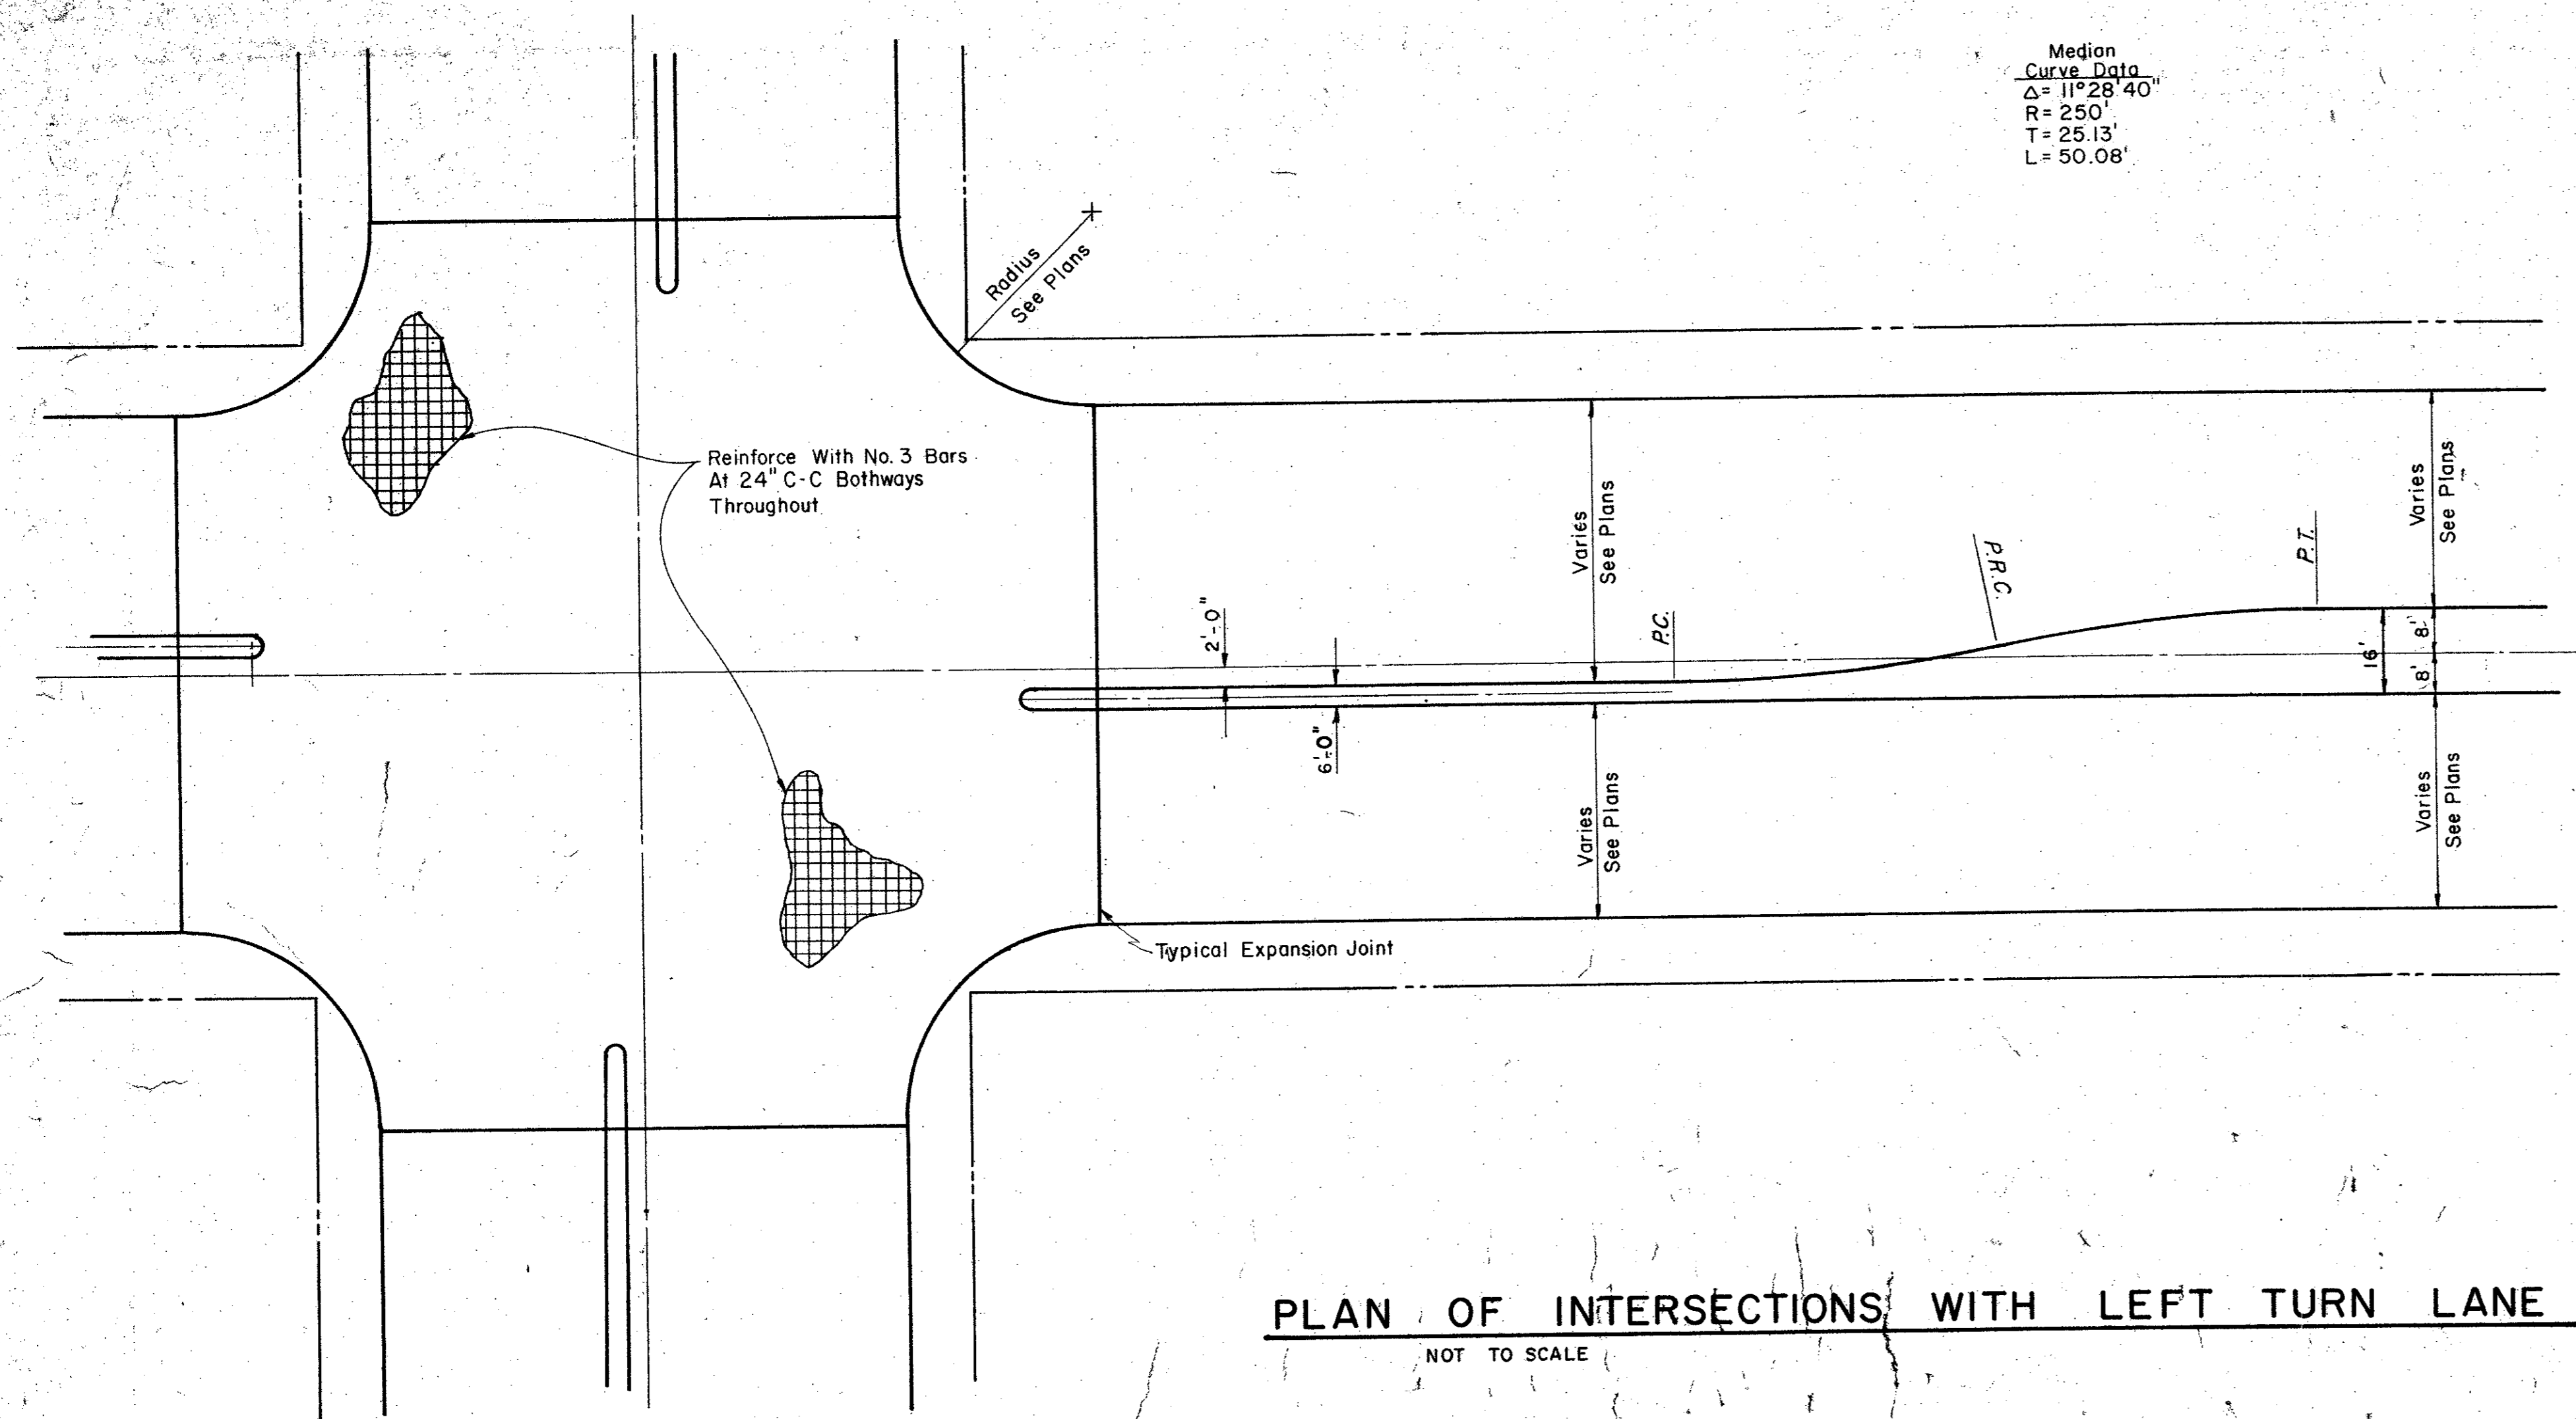 Median
Curve Data
Δ= 11°28'40"
R= 250'
T= 25.13'
L= 50.08'
Radius
See Plans
Reinforce With No. 3 Bars
At 24" C-C Bothways
Throughout
Varies
See Plans
Varies
See Plans
P.T.
P.R.C.
P.C.
2'-0"
8'
16'
8'
6'-0"
Varies
See Plans
Varies
See Plans
Typical Expansion Joint
PLAN OF INTERSECTIONS WITH LEFT TURN LANE
NOT TO SCALE